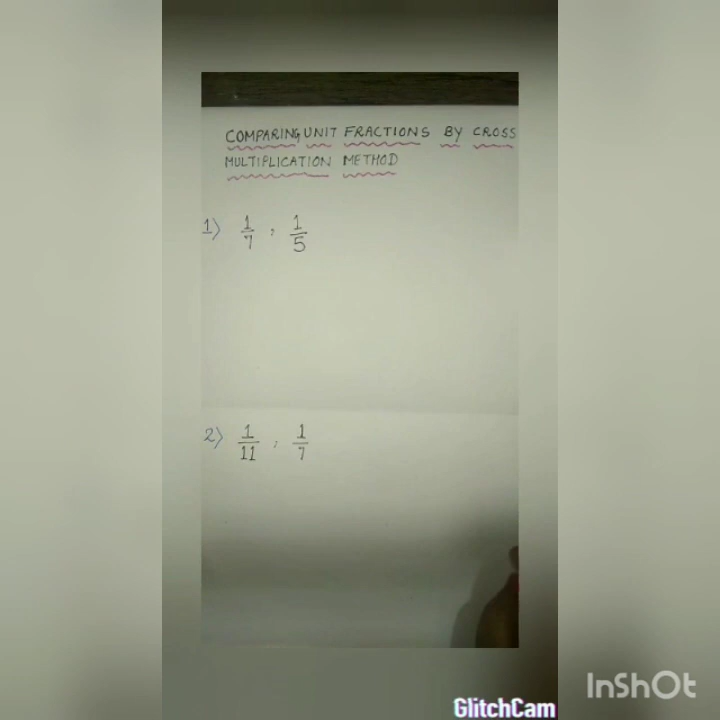 COMPARING UNIT FRACTIONS BY CROSS
MULTIPLICATION METHOD
1) 1/7 , 1/5
2) 1/11 , 1/7
InShOt
GlitchCam